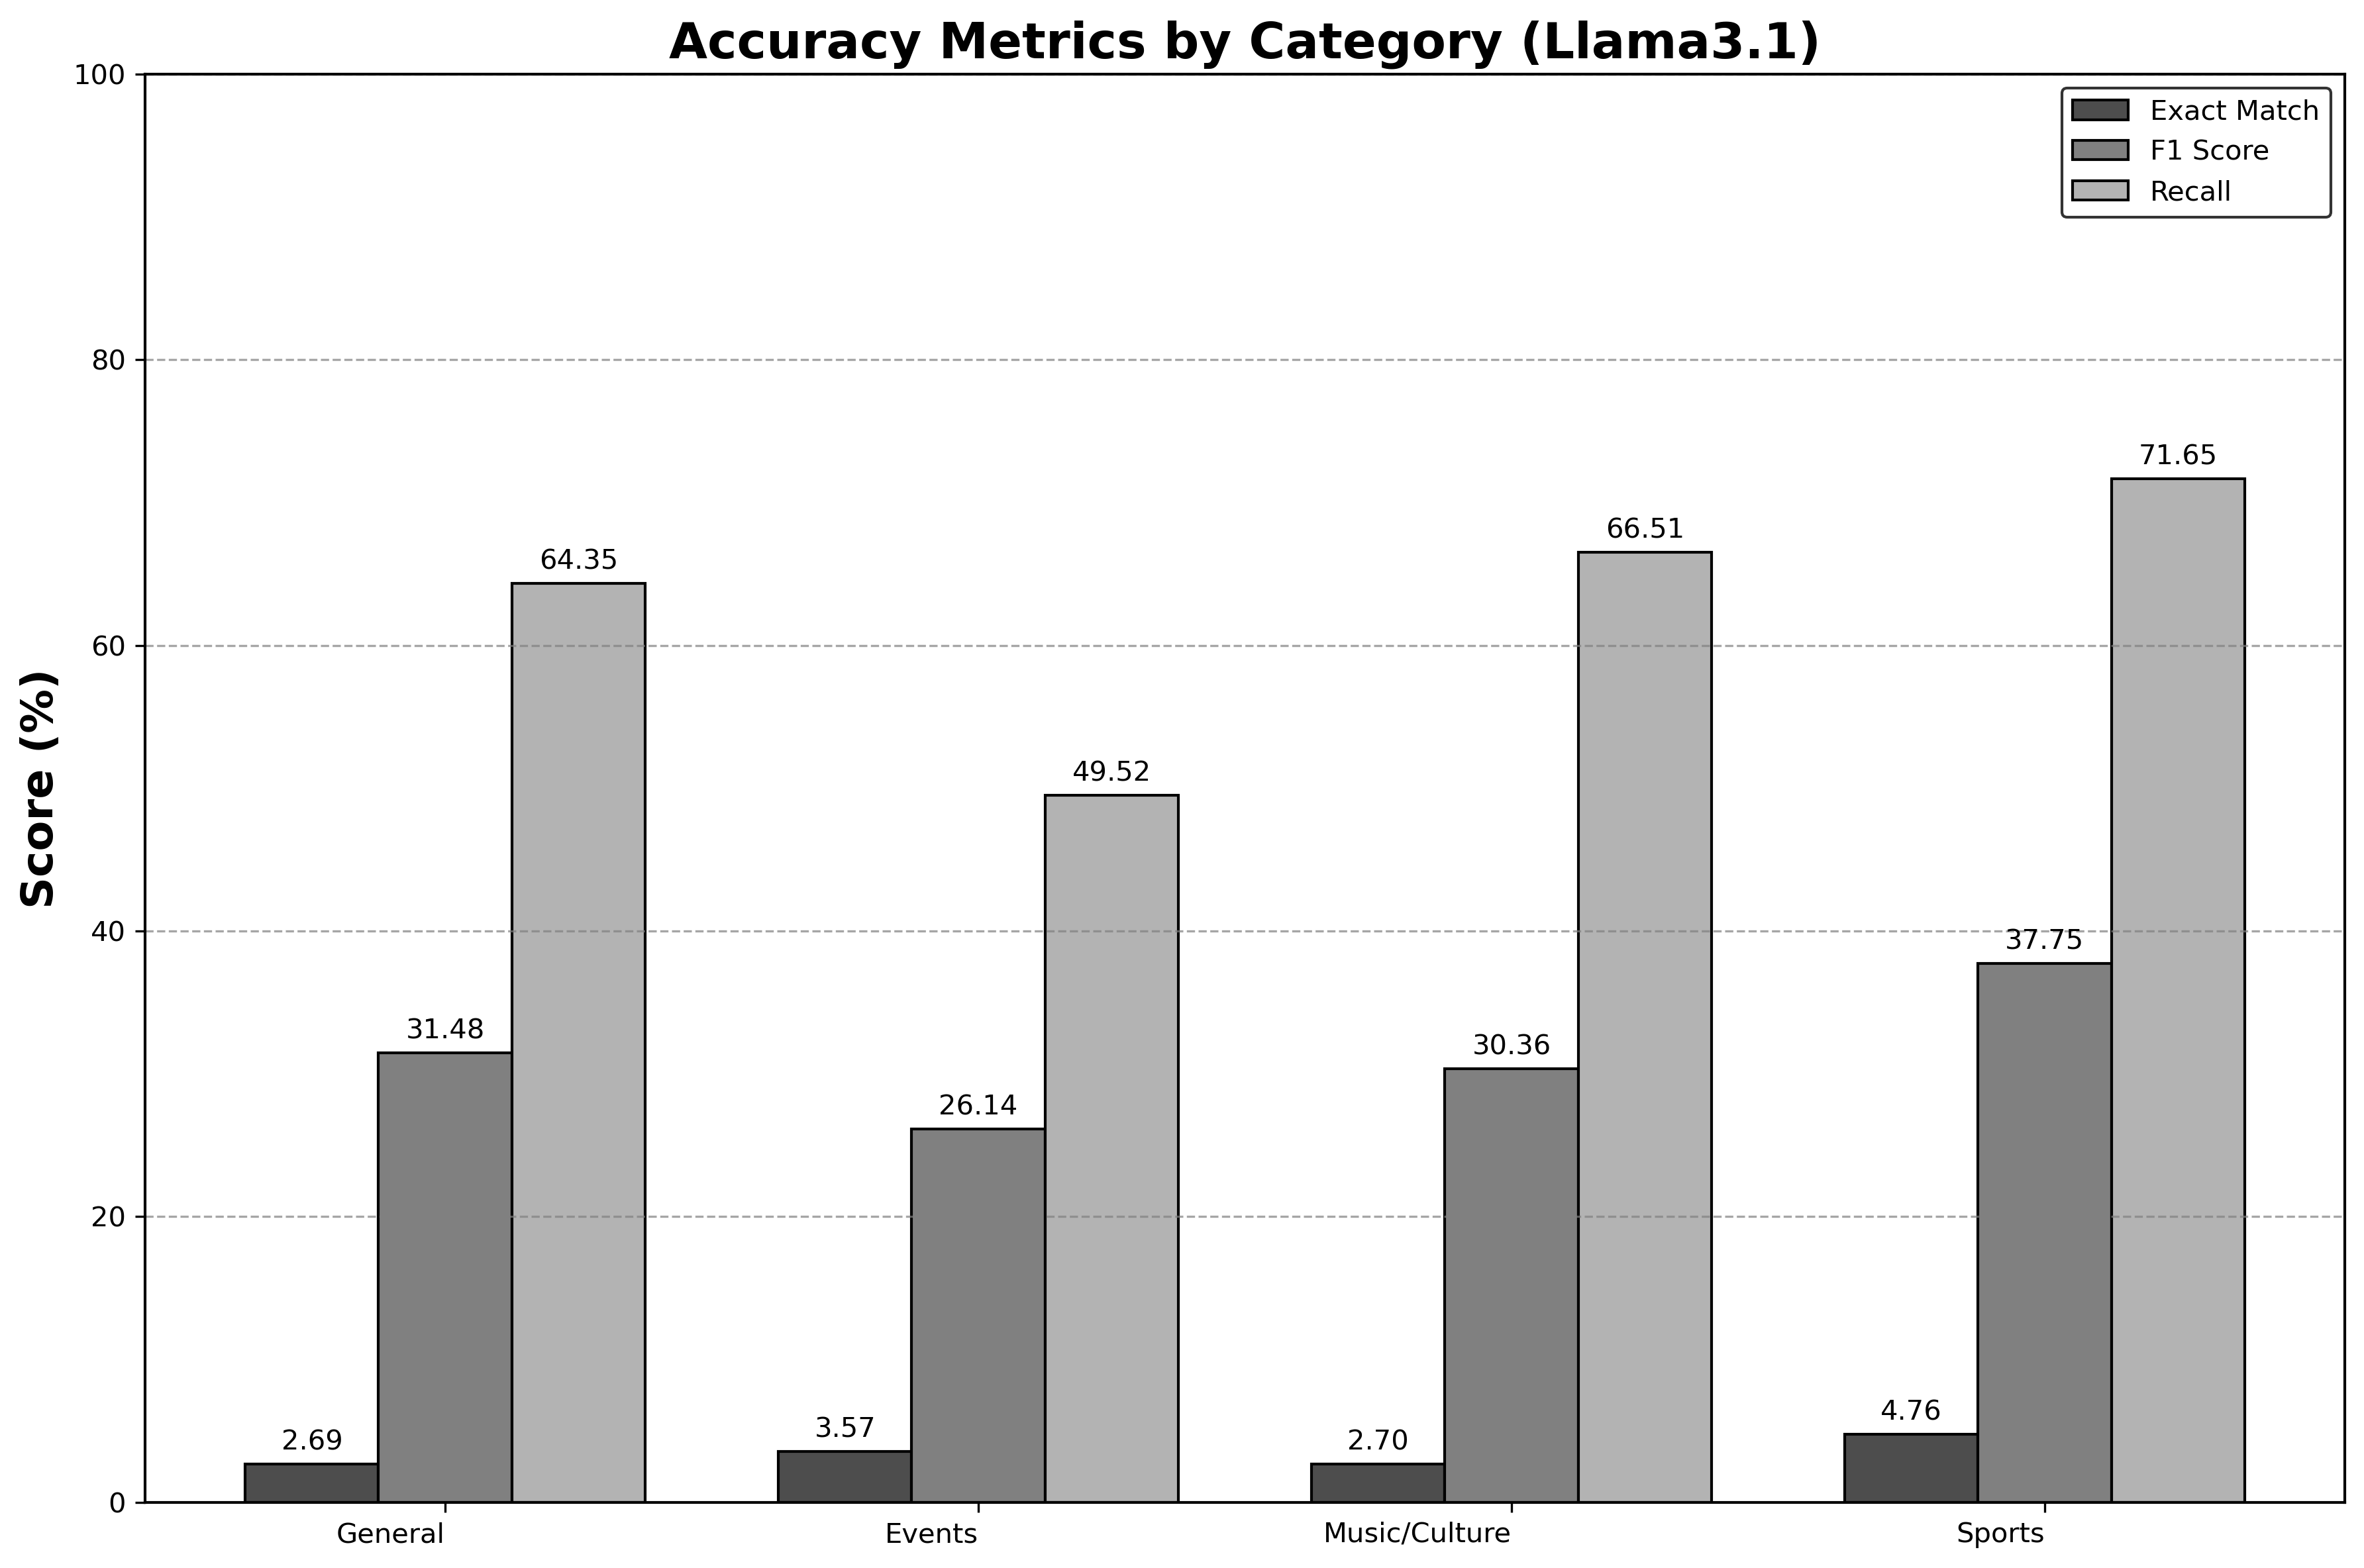 Accuracy Metrics by Category (Llama3.1)
Score (%)
100
80
60
40
20
0
Exact Match
F1 Score
Recall
2.69
31.48
64.35
3.57
26.14
49.52
2.70
30.36
66.51
4.76
37.75
71.65
General
Events
Music/Culture
Sports